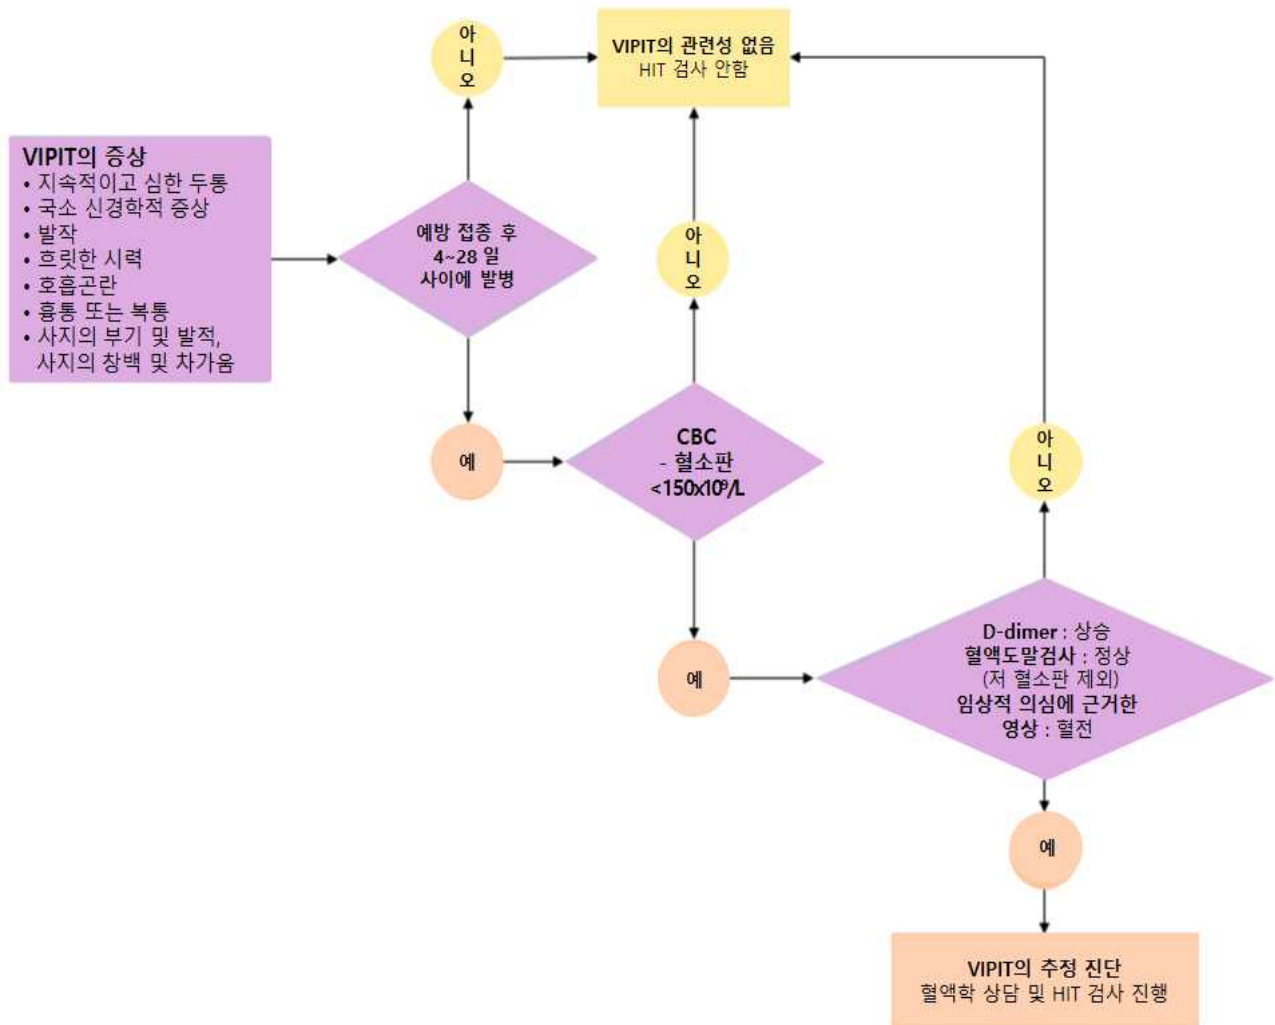 아
니
오
VIPIT의 관련성 없음
HIT 검사 안함
VIPIT의 증상
• 지속적이고 심한 두통
• 국소 신경학적 증상
• 발작
• 흐릿한 시력
• 호흡곤란
• 흉통 또는 복통
• 사지의 부기 및 발적,
사지의 창백 및 차가움
예방 접종 후
4~28 일
사이에 발병
아
니
오
예
CBC
- 혈소판
<150x10⁹/L
아
니
오
예
D-dimer : 상승
혈액도말검사 : 정상
(저 혈소판 제외)
임상적 의심에 근거한
영상 : 혈전
예
VIPIT의 추정 진단
혈액학 상담 및 HIT 검사 진행